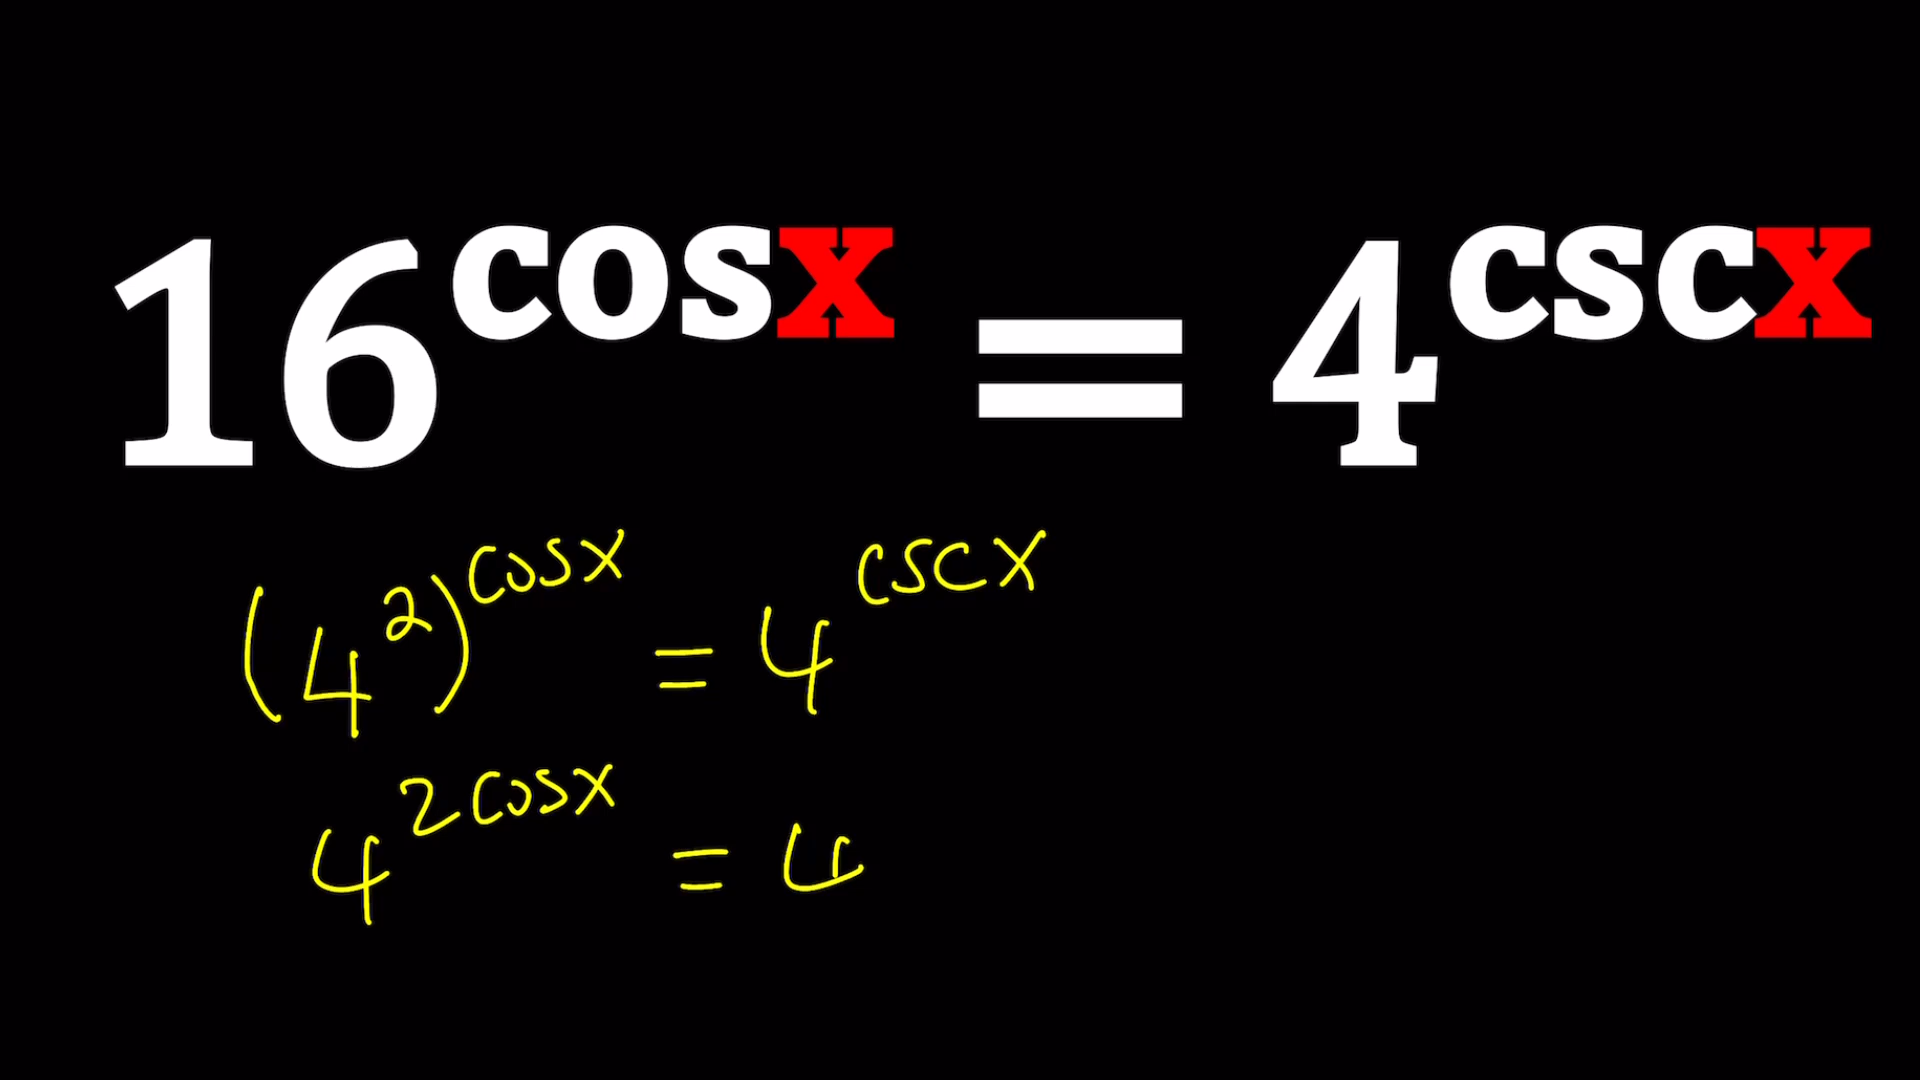 16^cosx = 4^cscx
(4^2)^cosx = 4^cscx
4^2cosx = 4